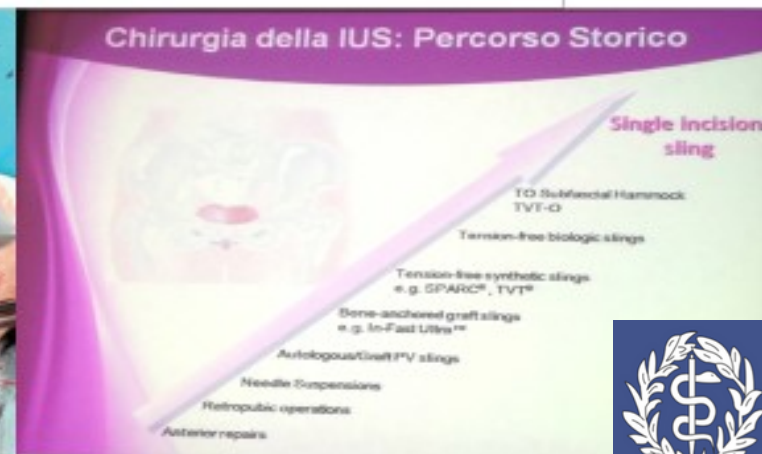 Chirurgia della IUS: Percorso Storico
Single Incision
sling
TO Subfascial Hammock
TVT-O
Tension-free biologic slings
Tension-free synthetic slings
e.g. SPARC®, TVT®
Bone-anchored graft slings
e.g. In-Fast Ultra™
Autologous/Graft PV slings
Needle Suspensions
Retropubic operations
Anterior repairs